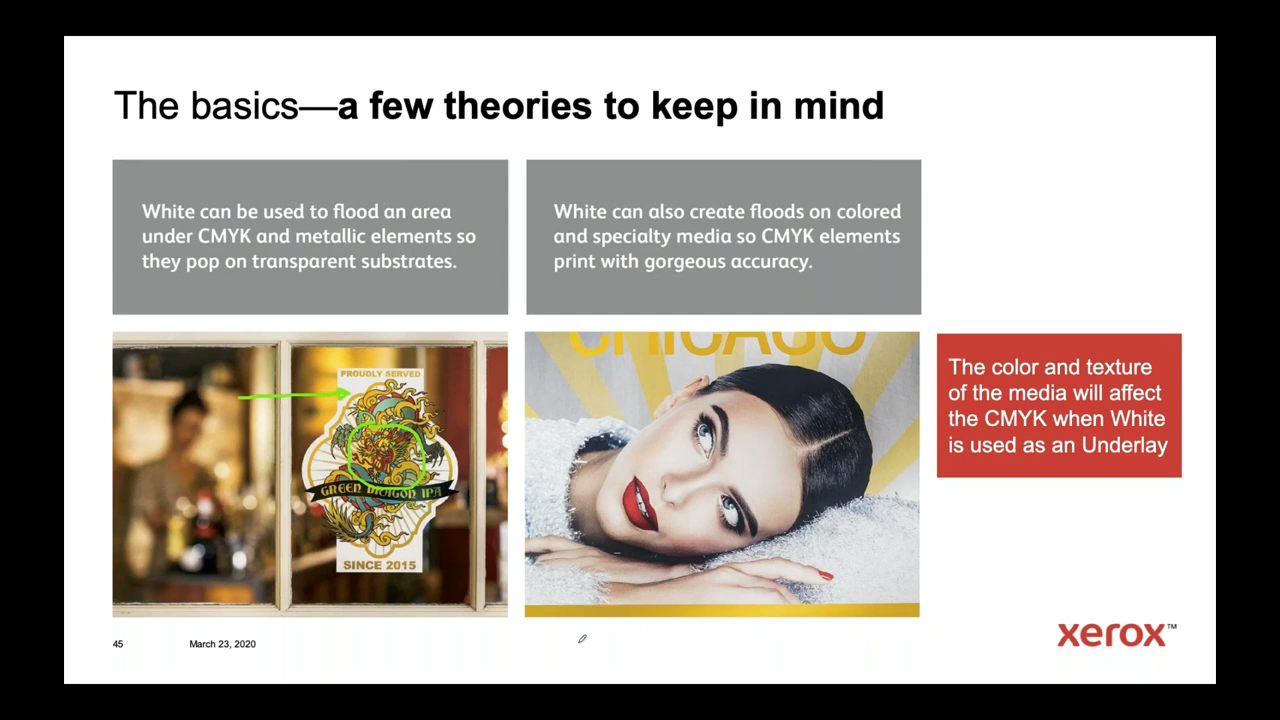 The basics—a few theories to keep in mind
White can be used to flood an area
under CMYK and metallic elements so
they pop on transparent substrates.
White can also create floods on colored
and specialty media so CMYK elements
print with gorgeous accuracy.
PROUDLY SERVED
GREEN DRAGON IPA
SINCE 2015
CHICAGO
The color and texture
of the media will affect
the CMYK when White
is used as an Underlay
45
March 23, 2020
xerox™